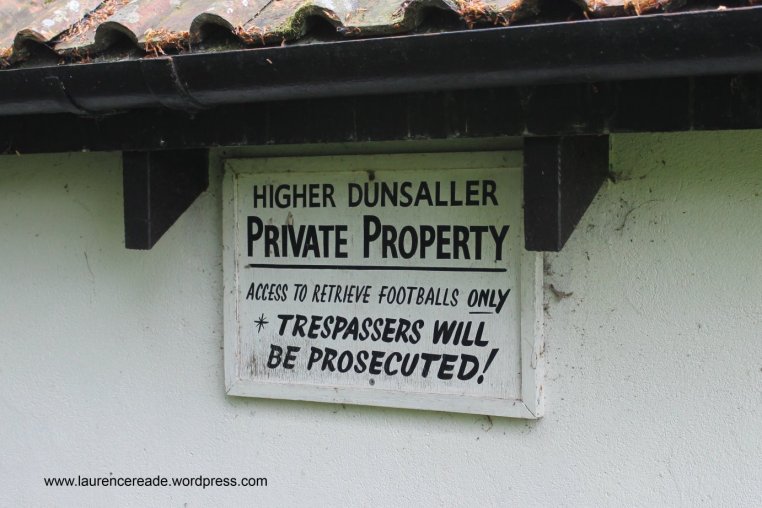 HIGHER DUNSALLER
PRIVATE PROPERTY
ACCESS TO RETRIEVE FOOTBALLS ONLY
* TRESPASSERS WILL
BE PROSECUTED!
www.laurencereade.wordpress.com